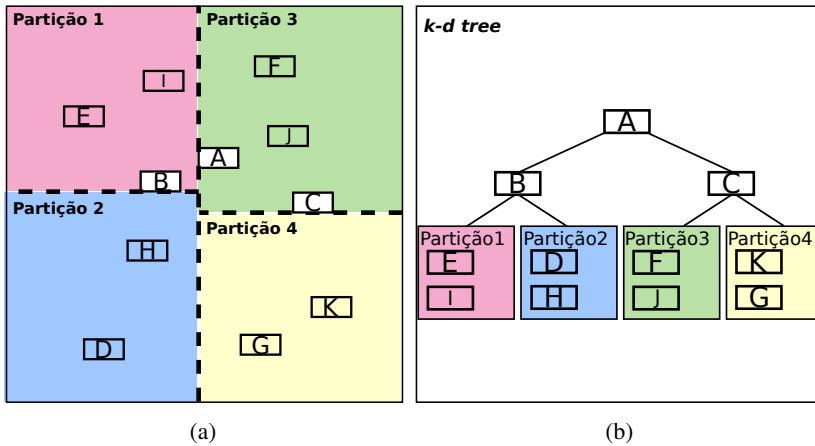 Partição 1
Partição 3
I
F
E
J
A
B
C
Partição 2
Partição 4
H
K
D
G
(a)
k-d tree
A
B
C
Partição1
E
I
Partição2
D
H
Partição3
F
J
Partição4
K
G
(b)